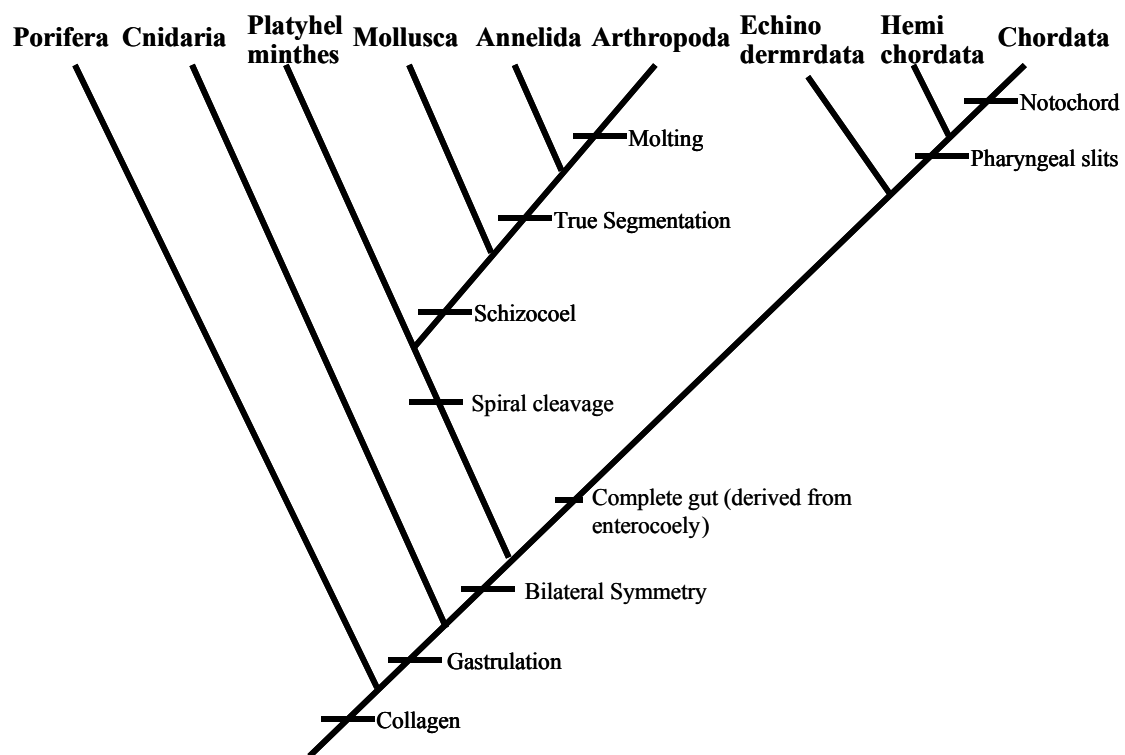 Porifera
Cnidaria
Platyhel
minthes
Mollusca
Annelida
Arthropoda
Echino
dermrdata
Hemi
chordata
Chordata
Notochord
Molting
Pharyngeal slits
True Segmentation
Schizocoel
Spiral cleavage
Complete gut (derived from
enterocoely)
Bilateral Symmetry
Gastrulation
Collagen